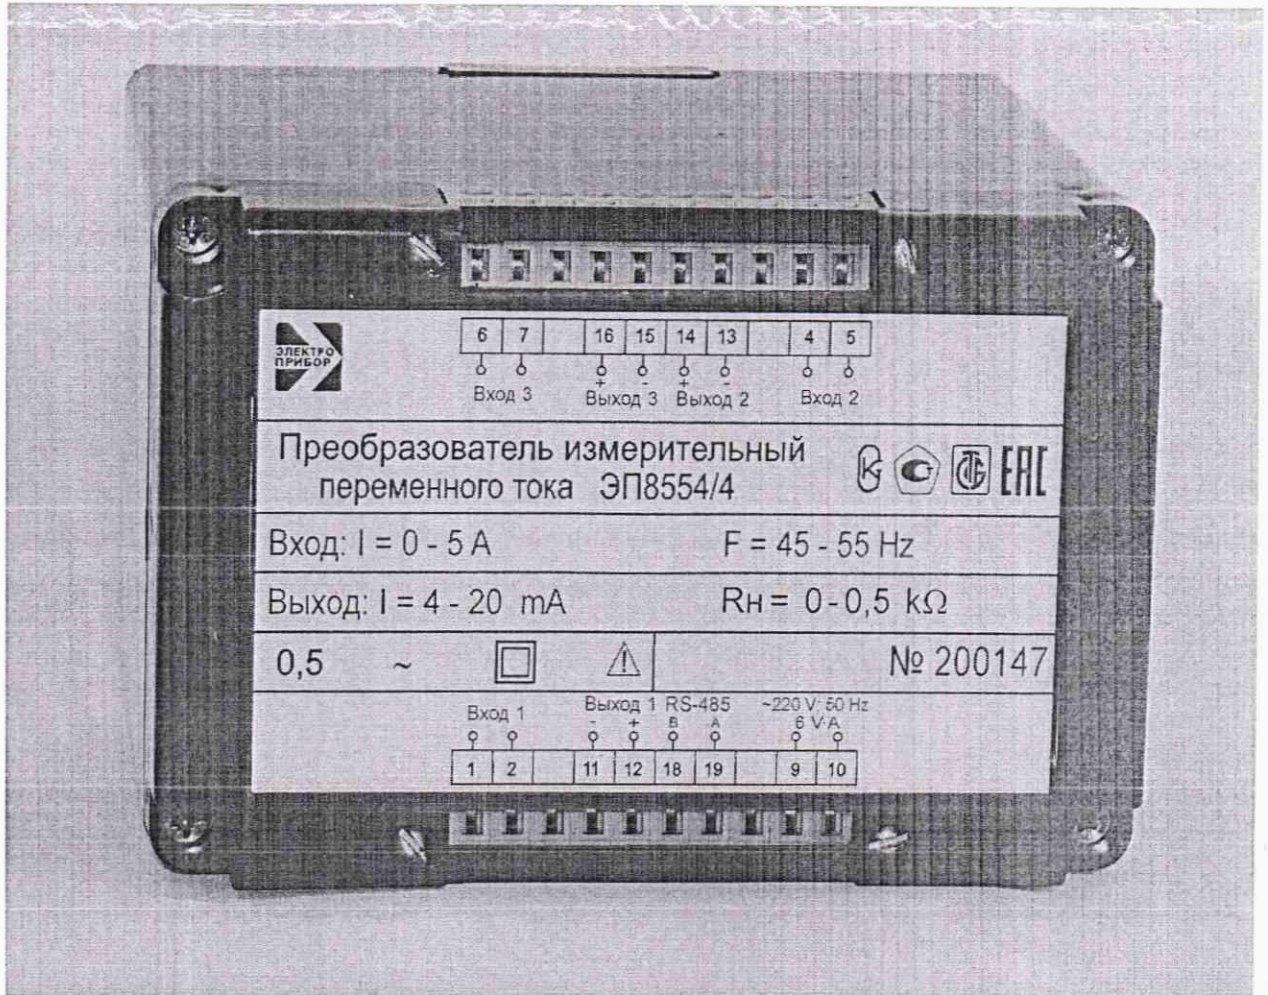 ЭЛЕКТРО
ПРИБОР
6 7 16 15 14 13 4 5
+ - + -
Вход 3 Выход 3 Выход 2 Вход 2
Преобразователь измерительный
переменного тока ЭП8554/4
ЕАС
Вход: I = 0 - 5 A F = 45 - 55 Hz
Выход: I = 4 - 20 mA Rн = 0 - 0,5 kΩ
0,5 ~ № 200147
Вход 1 Выход 1 RS-485 ~220 V; 50 Hz
- + B A 6 V·A
1 2 11 12 18 19 9 10